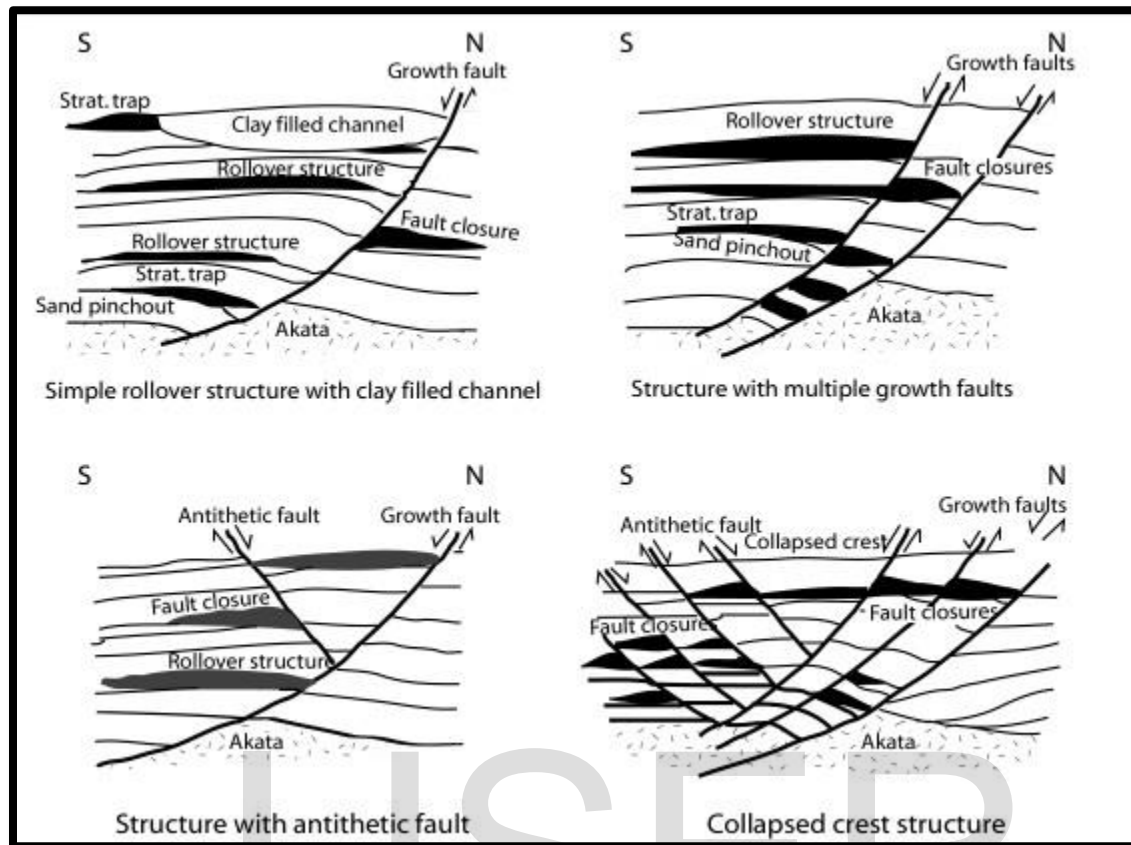 S
N
Growth fault
Strat. trap
Clay filled channel
Rollover structure
Fault closure
Rollover structure
Strat. trap
Sand pinchout
Akata
Simple rollover structure with clay filled channel
S
N
Growth faults
Rollover structure
Fault closures
Strat. trap
Sand pinchout
Akata
Structure with multiple growth faults
S
N
Antithetic fault
Growth fault
Fault closure
Rollover structure
Akata
Structure with antithetic fault
S
N
Growth faults
Antithetic fault
Collapsed crest
Fault closures
Fault closures
Akata
Collapsed crest structure